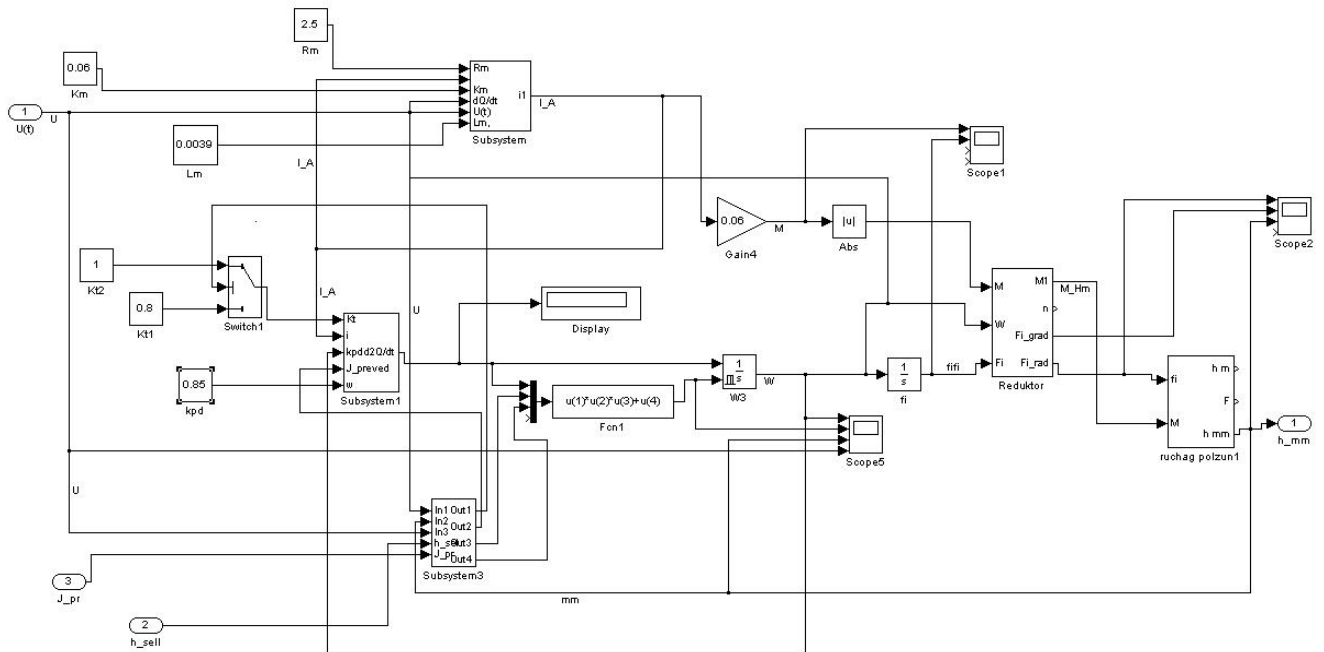 2.5
Rm
0.06
Km
1
U(t)
U
0.0039
Lm
Rm
Km
dQ/dt
U(t)
Lm,
i1
Subsystem
I_A
I_A
Scope1
0.06
Gain4
M
|u|
Abs
Scope2
1
Kt2
0.8
Kt1
Switch1
I_A
U
Kt
i
kpdd2Q/dt
J_preved
w
Subsystem1
0.85
kpd
Display
1
s
W3
W
1
s
fi
fifi
M
W
Fi
M1
n
Fi_grad
Fi_rad
Reduktor
M_Hm
u(1)*u(2)*u(3)+u(4)
Fcn1
Scope5
fi
M
h m
F
h mm
ruchag polzun1
1
h_mm
U
In1
In2
In3
h_sell
J_pr
Out1
Out2
Out3
Out4
Subsystem3
3
J_pr
2
h_sell
mm